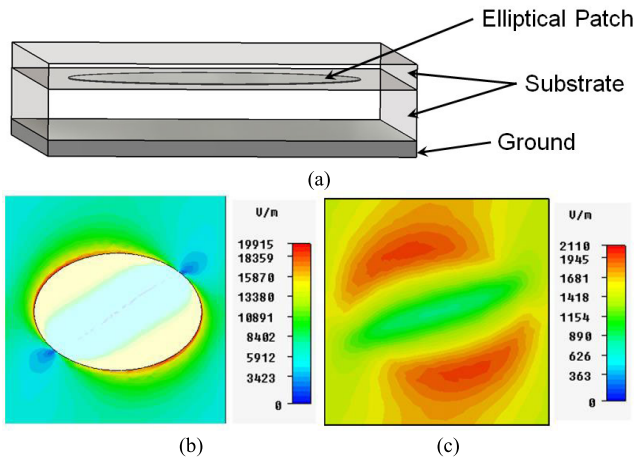 Elliptical Patch
Substrate
Ground
(a)
V/m
19915
18359
15870
13380
10891
8402
5912
3423
0
V/m
2110
1945
1681
1418
1154
890
626
363
0
(b)
(c)